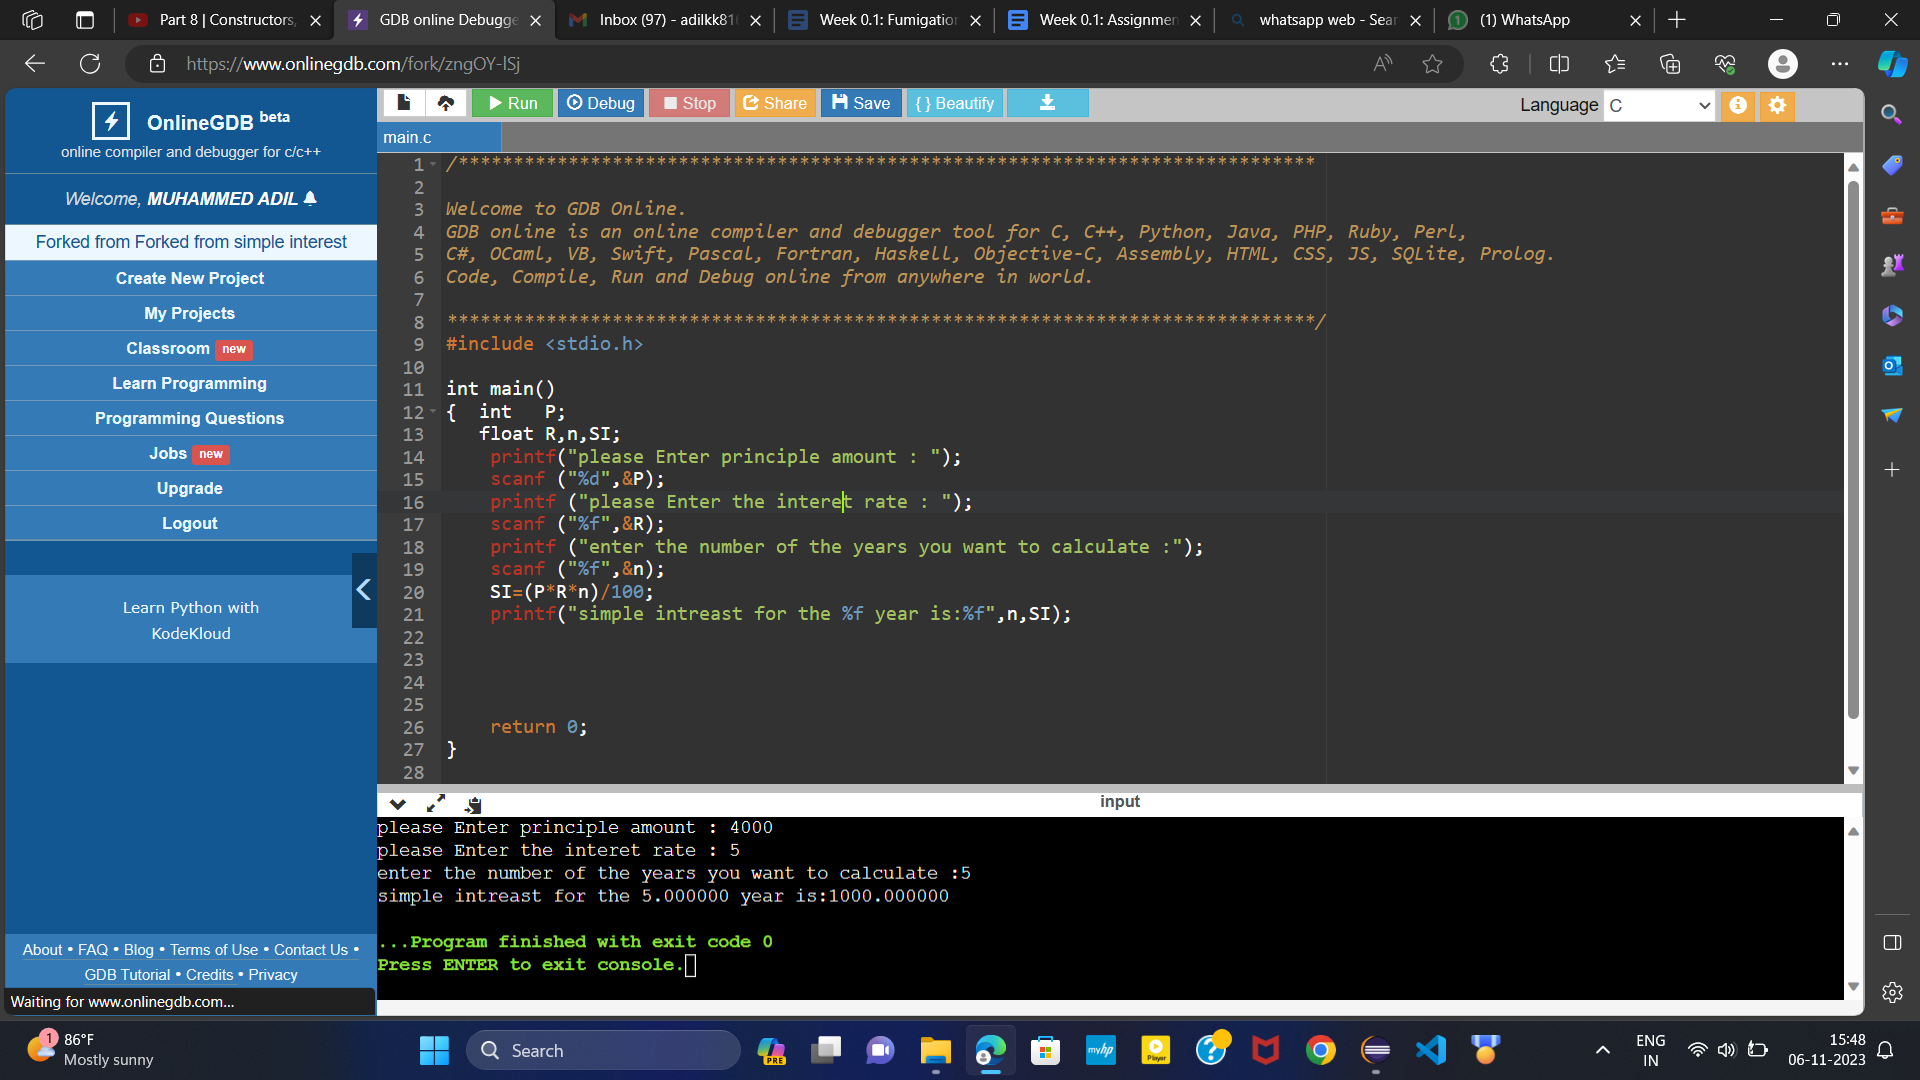 Part 8 | Constructors,
GDB online Debugge
Inbox (97) - adilkk81
Week 0.1: Fumigatio
Week 0.1: Assignmen
whatsapp web - Sear
(1) WhatsApp
https://www.onlinegdb.com/fork/zngOY-lSj
OnlineGDB beta
online compiler and debugger for c/c++
Welcome, MUHAMMED ADIL
Forked from Forked from simple interest
Create New Project
My Projects
Classroom new
Learn Programming
Programming Questions
Jobs new
Upgrade
Logout
Learn Python with
KodeKloud
About • FAQ • Blog • Terms of Use • Contact Us •
GDB Tutorial • Credits • Privacy
Waiting for www.onlinegdb.com...
Run Debug Stop Share Save { } Beautify
Language C
main.c
1 /******************************************************************************
2
3 Welcome to GDB Online.
4 GDB online is an online compiler and debugger tool for C, C++, Python, Java, PHP, Ruby, Perl,
5 C#, OCaml, VB, Swift, Pascal, Fortran, Haskell, Objective-C, Assembly, HTML, CSS, JS, SQLite, Prolog.
6 Code, Compile, Run and Debug online from anywhere in world.
7
8 *******************************************************************************/
9 #include <stdio.h>
10
11 int main()
12 {  int   P;
13    float R,n,SI;
14     printf("please Enter principle amount : ");
15     scanf ("%d",&P);
16     printf ("please Enter the interet rate : ");
17     scanf ("%f",&R);
18     printf ("enter the number of the years you want to calculate :");
19     scanf ("%f",&n);
20     SI=(P*R*n)/100;
21     printf("simple intreast for the %f year is:%f",n,SI);
22
23
24
25
26     return 0;
27 }
28
input
please Enter principle amount : 4000
please Enter the interet rate : 5
enter the number of the years you want to calculate :5
simple intreast for the 5.000000 year is:1000.000000
...Program finished with exit code 0
Press ENTER to exit console.
1
86°F
Mostly sunny
Search
PRE
myhp
Player
ENG
IN
15:48
06-11-2023